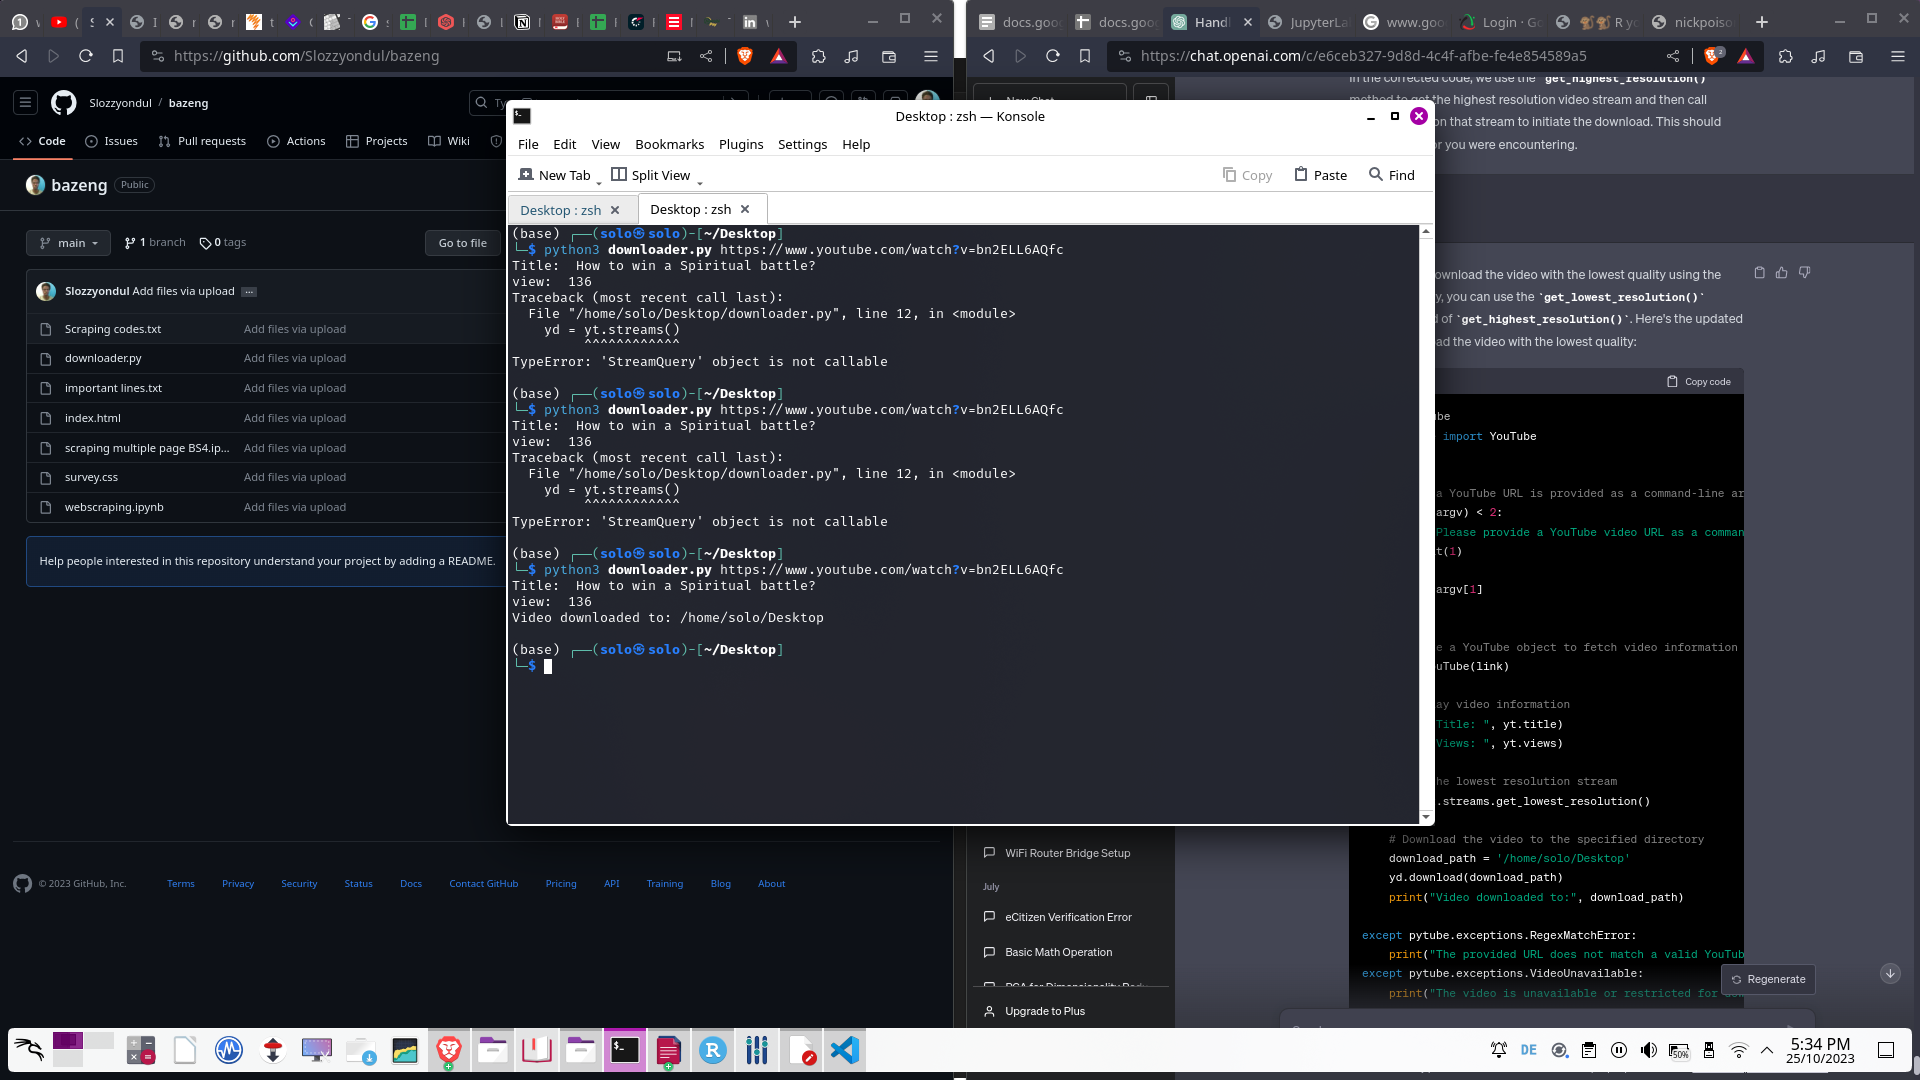 https://github.com/Slozzyondul/bazeng
Slozzyondul / bazeng
Code
Issues
Pull requests
Actions
Projects
Wiki
bazeng Public
main
1 branch
0 tags
Go to file
Slozzyondul Add files via upload
Scraping codes.txt Add files via upload
downloader.py Add files via upload
important lines.txt Add files via upload
index.html Add files via upload
scraping multiple page BS4.ip... Add files via upload
survey.css Add files via upload
webscraping.ipynb Add files via upload
Help people interested in this repository understand your project by adding a README.
© 2023 GitHub, Inc. Terms Privacy Security Status Docs Contact GitHub Pricing API Training Blog About
Desktop : zsh — Konsole
File Edit View Bookmarks Plugins Settings Help
New Tab Split View Copy Paste Find
Desktop : zsh Desktop : zsh
(base) ┌──(solo㉿solo)-[~/Desktop]
└─$ python3 downloader.py https://www.youtube.com/watch?v=bn2ELL6AQfc
Title:  How to win a Spiritual battle?
view:  136
Traceback (most recent call last):
File "/home/solo/Desktop/downloader.py", line 12, in <module>
yd = yt.streams()
^^^^^^^^^^^^
TypeError: 'StreamQuery' object is not callable
(base) ┌──(solo㉿solo)-[~/Desktop]
└─$ python3 downloader.py https://www.youtube.com/watch?v=bn2ELL6AQfc
Title:  How to win a Spiritual battle?
view:  136
Traceback (most recent call last):
File "/home/solo/Desktop/downloader.py", line 12, in <module>
yd = yt.streams()
^^^^^^^^^^^^
TypeError: 'StreamQuery' object is not callable
(base) ┌──(solo㉿solo)-[~/Desktop]
└─$ python3 downloader.py https://www.youtube.com/watch?v=bn2ELL6AQfc
Title:  How to win a Spiritual battle?
view:  136
Video downloaded to: /home/solo/Desktop
(base) ┌──(solo㉿solo)-[~/Desktop]
└─$
docs.goo docs.goo Handl JupyterLa www.goo Login · Go R yo nickpoiso
https://chat.openai.com/c/e6ceb327-9d8d-4c4f-afbe-fe4e854589a5
In the corrected code, we use the `get_highest_resolution()`
method to get the highest resolution video stream and then call
on that stream to initiate the download. This should
or you were encountering.
ownload the video with the lowest quality using the
y, you can use the `get_lowest_resolution()`
d of `get_highest_resolution()`. Here's the updated
ad the video with the lowest quality:
Copy code
be
import YouTube
a YouTube URL is provided as a command-line ar
argv) < 2:
Please provide a YouTube video URL as a comman
t(1)
argv[1]
e a YouTube object to fetch video information
uTube(link)
ay video information
Title: ", yt.title)
Views: ", yt.views)
he lowest resolution stream
.streams.get_lowest_resolution()
# Download the video to the specified directory
download_path = '/home/solo/Desktop'
yd.download(download_path)
print("Video downloaded to:", download_path)
except pytube.exceptions.RegexMatchError:
print("The provided URL does not match a valid YouTub
except pytube.exceptions.VideoUnavailable:
print("The video is unavailable or restricted for
Regenerate
WiFi Router Bridge Setup
July
eCitizen Verification Error
Basic Math Operation
Upgrade to Plus
DE
50%
5:34 PM
25/10/2023